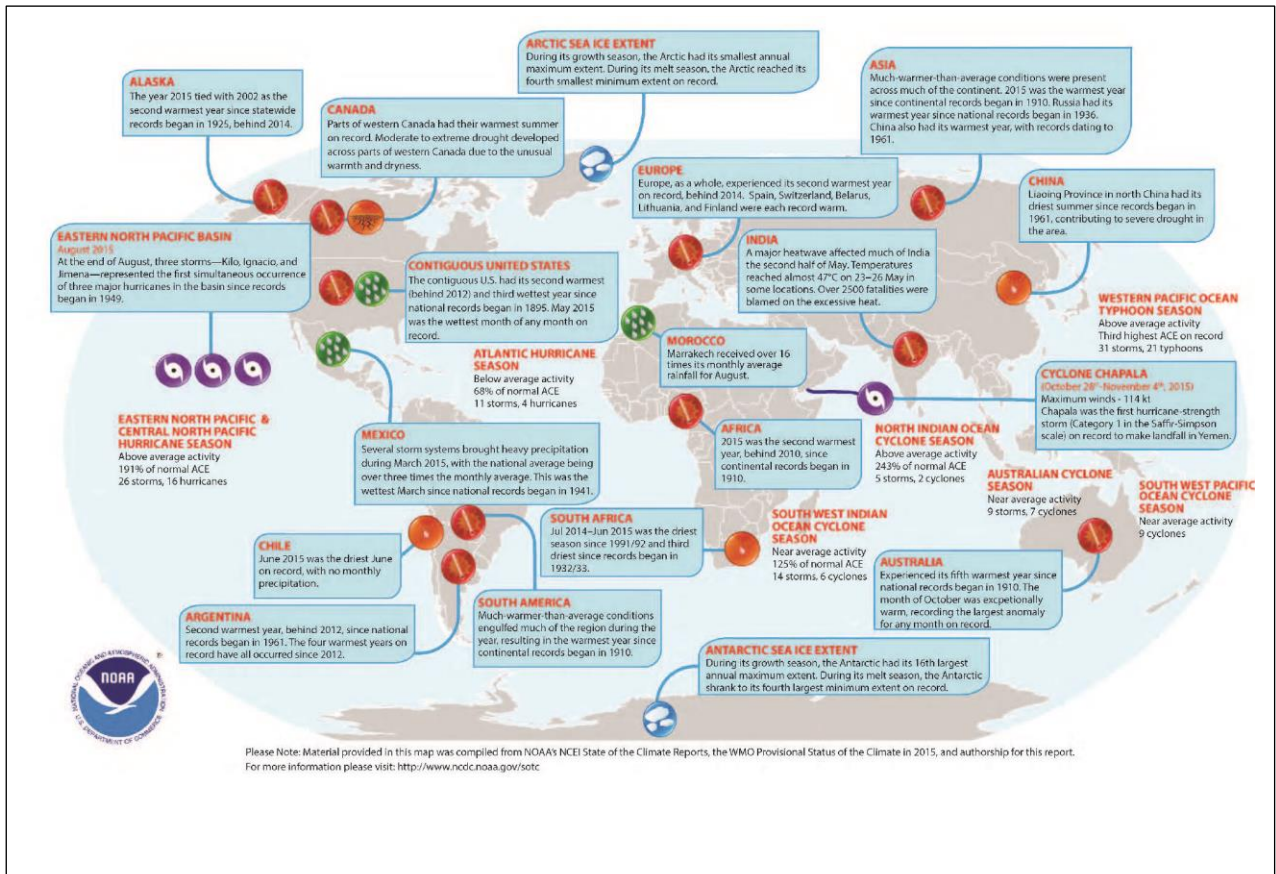 ARCTIC SEA ICE EXTENT
During its growth season, the Arctic had its smallest annual
maximum extent. During its melt season, the Arctic reached its
fourth smallest minimum extent on record.
ALASKA
The year 2015 tied with 2002 as the
second warmest year since statewide
records began in 1925, behind 2014.
CANADA
Parts of western Canada had their warmest summer
on record. Moderate to extreme drought developed
across parts of western Canada due to the unusual
warmth and dryness.
ASIA
Much-warmer-than-average conditions were present
across much of the continent. 2015 was the warmest year
since continental records began in 1910. Russia had its
warmest year since national records began in 1936.
China also had its warmest year, with records dating to
1961.
EUROPE
Europe, as a whole, experienced its second warmest year
on record, behind 2014. Spain, Switzerland, Belarus,
Lithuania, and Finland were each record warm.
CHINA
Liaoing Province in north China had its
driest summer since records began in
1961, contributing to severe drought in
the area.
EASTERN NORTH PACIFIC BASIN
August 2015
At the end of August, three storms—Kilo, Ignacio, and
Jimena—represented the first simultaneous occurrence
of three major hurricanes in the basin since records
began in 1949.
INDIA
A major heatwave affected much of India
the second half of May. Temperatures
reached almost 47°C on 23–26 May in
some locations. Over 2500 fatalities were
blamed on the excessive heat.
CONTIGUOUS UNITED STATES
The contiguous U.S. had its second warmest
(behind 2012) and third wettest year since
national records began in 1895. May 2015
was the wettest month of any month on
record.
WESTERN PACIFIC OCEAN
TYPHOON SEASON
Above average activity
Third highest ACE on record
31 storms, 21 typhoons
MOROCCO
Marrakech received over 16
times its monthly average
rainfall for August.
ATLANTIC HURRICANE
SEASON
Below average activity
68% of normal ACE
11 storms, 4 hurricanes
CYCLONE CHAPALA
(October 28th-November 4th, 2015)
Maximum winds - 114 kt
Chapala was the first hurricane-strength
storm (Category 1 in the Saffir-Simpson
scale) on record to make landfall in Yemen.
EASTERN NORTH PACIFIC &
CENTRAL NORTH PACIFIC
HURRICANE SEASON
Above average activity
191% of normal ACE
26 storms, 16 hurricanes
MEXICO
Several storm systems brought heavy precipitation
during March 2015, with the national average being
over three times the monthly average. This was the
wettest March since national records began in 1941.
AFRICA
2015 was the second warmest
year, behind 2010, since
continental records began in
1910.
NORTH INDIAN OCEAN
CYCLONE SEASON
Above average activity
243% of normal ACE
5 storms, 2 cyclones
AUSTRALIAN CYCLONE
SEASON
Near average activity
9 storms, 7 cyclones
SOUTH WEST PACIFIC
OCEAN CYCLONE
SEASON
Near average activity
9 cyclones
CHILE
June 2015 was the driest June
on record, with no monthly
precipitation.
SOUTH AFRICA
Jul 2014–Jun 2015 was the driest
season since 1991/92 and third
driest since records began in
1932/33.
SOUTH WEST INDIAN
OCEAN CYCLONE
SEASON
Near average activity
125% of normal ACE
14 storms, 6 cyclones
AUSTRALIA
Experienced its fifth warmest year since
national records began in 1910. The
month of October was excpetionally
warm, recording the largest anomaly
for any month on record.
ARGENTINA
Second warmest year, behind 2012, since national
records began in 1961. The four warmest years on
record have all occurred since 2012.
SOUTH AMERICA
Much-warmer-than-average conditions
engulfed much of the region during the
year, resulting in the warmest year since
continental records began in 1910.
ANTARCTIC SEA ICE EXTENT
During its growth season, the Antarctic had its 16th largest
annual maximum extent. During its melt season, the Antarctic
shrank to its fourth largest minimum extent on record.
NATIONAL OCEANIC AND ATMOSPHERIC ADMINISTRATION
NOAA
U.S. DEPARTMENT OF COMMERCE
®
Please Note: Material provided in this map was compiled from NOAA's NCEI State of the Climate Reports, the WMO Provisional Status of the Climate in 2015, and authorship for this report.
For more information please visit: http://www.ncdc.noaa.gov/sotc